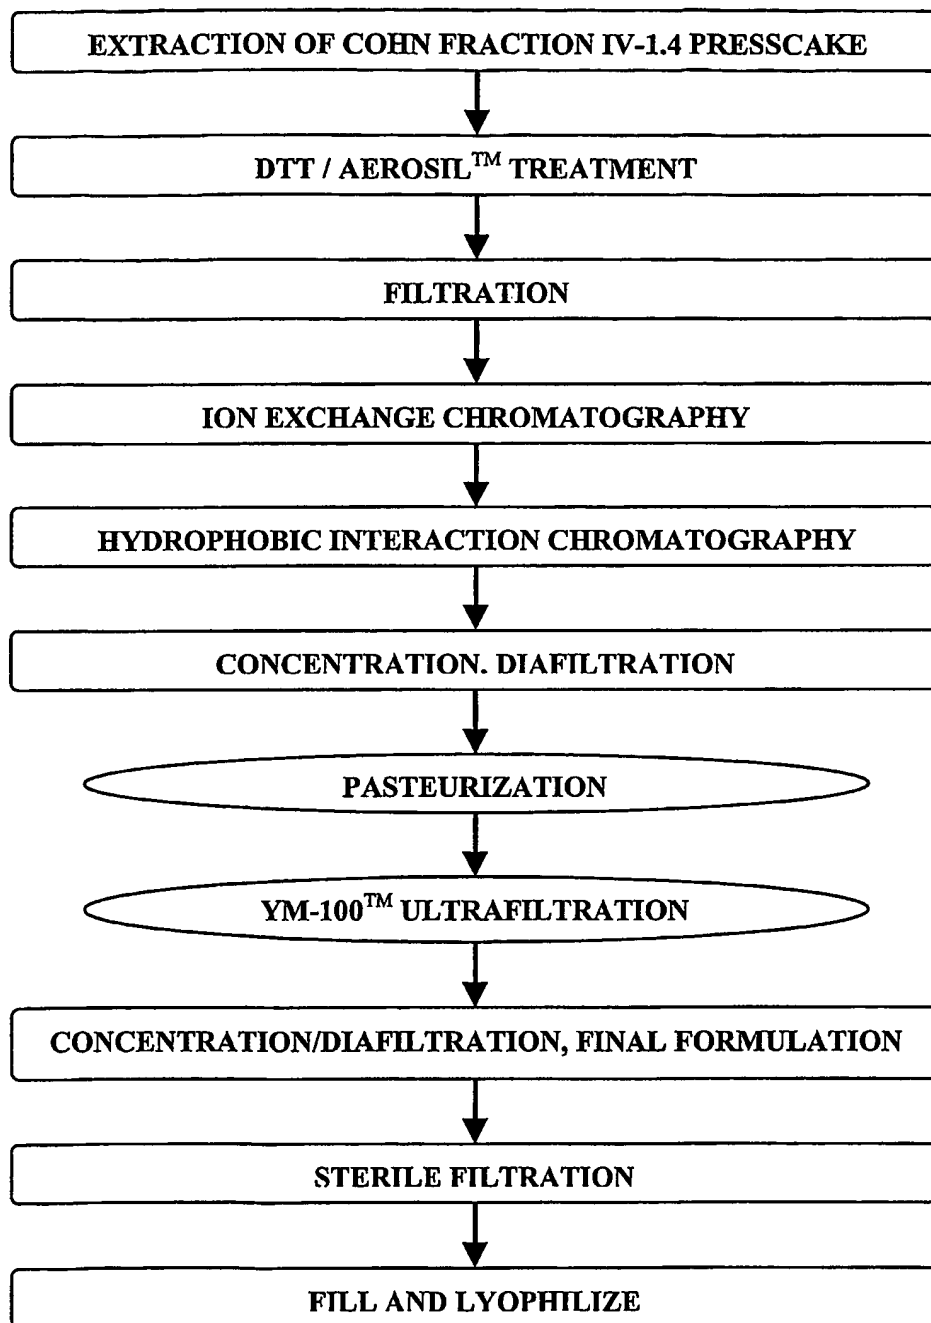 EXTRACTION OF COHN FRACTION IV-1.4 PRESSCAKE
DTT / AEROSIL™ TREATMENT
FILTRATION
ION EXCHANGE CHROMATOGRAPHY
HYDROPHOBIC INTERACTION CHROMATOGRAPHY
CONCENTRATION. DIAFILTRATION
PASTEURIZATION
YM-100™ ULTRAFILTRATION
CONCENTRATION/DIAFILTRATION, FINAL FORMULATION
STERILE FILTRATION
FILL AND LYOPHILIZE